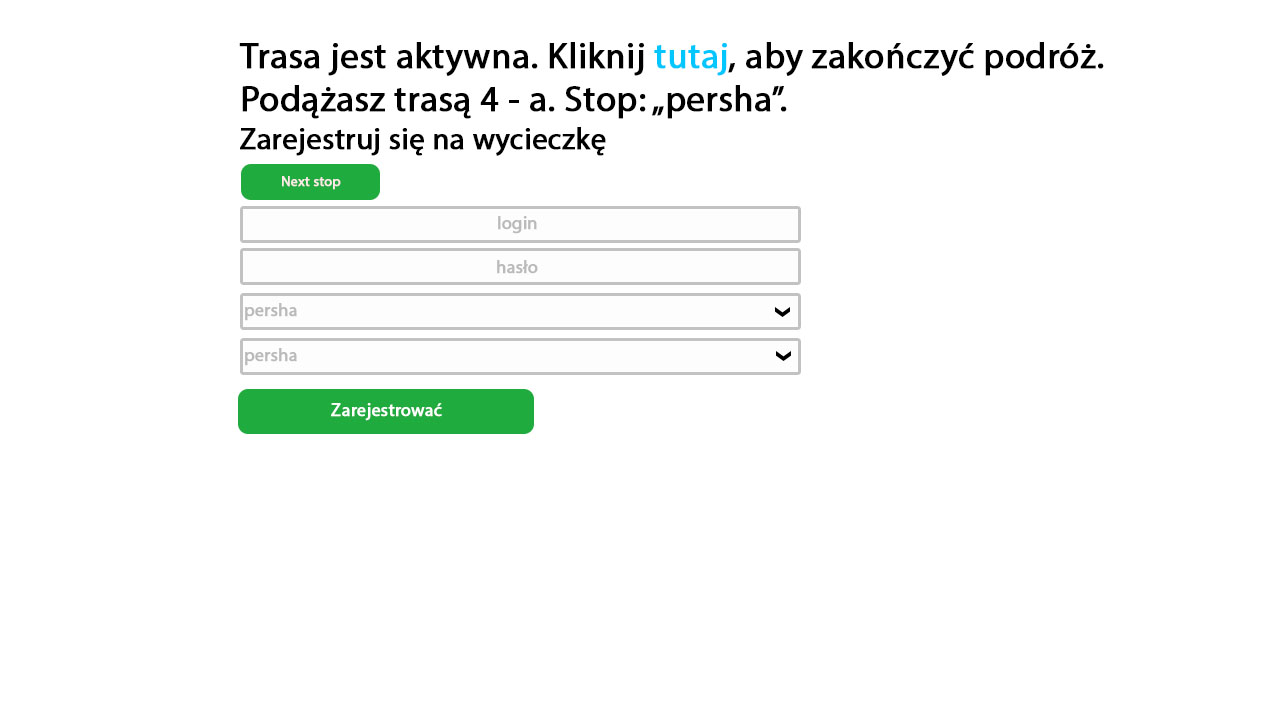 Trasa jest aktywna. Kliknij tutaj, aby zakończyć podróż.
Podążasz trasą 4 - a. Stop: „persha”.
Zarejestruj się na wycieczkę
Next stop
login
hasło
persha
persha
Zarejestrować